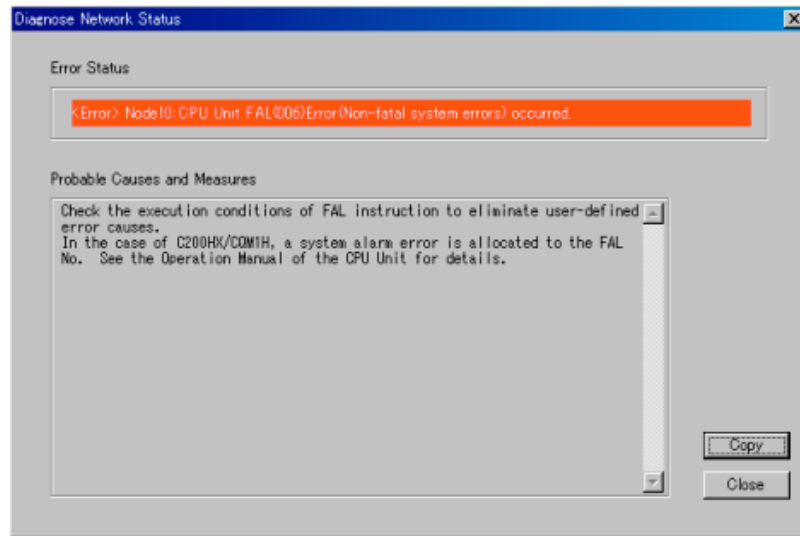 Diagnose Network Status
Error Status
<Error> Node10:CPU Unit FAL(006)Error(Non-fatal system errors) occurred.
Probable Causes and Measures
Check the execution conditions of FAL instruction to eliminate user-defined
error causes.
In the case of C200HX/CQM1H, a system alarm error is allocated to the FAL
No.  See the Operation Manual of the CPU Unit for details.
Copy
Close